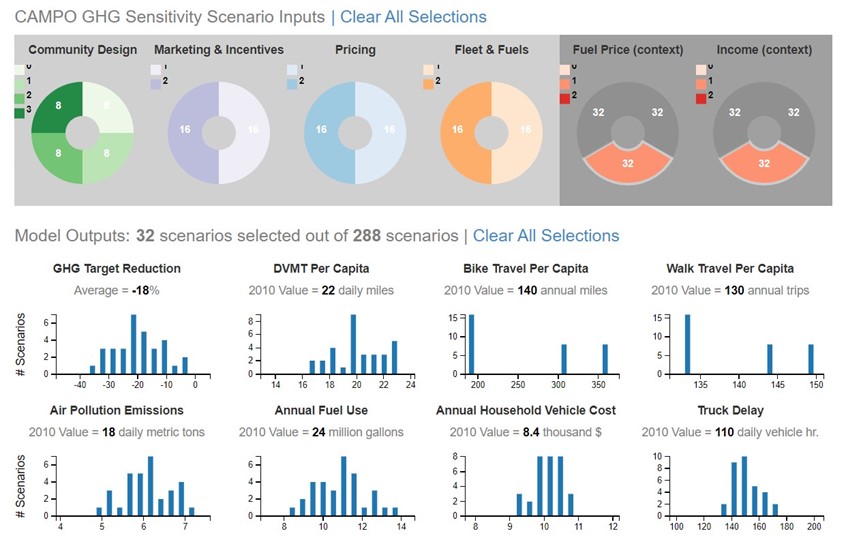 CAMPO GHG Sensitivity Scenario Inputs | Clear All Selections
Community Design Marketing & Incentives Pricing Fleet & Fuels Fuel Price (context) Income (context)
0 1 1 1 0 0
1 2 2 2 1 1
2 2 2
3
8 8 16 16 16 16 16 16 32 32 32 32
8 8 32 32
Model Outputs: 32 scenarios selected out of 288 scenarios | Clear All Selections
GHG Target Reduction DVMT Per Capita Bike Travel Per Capita Walk Travel Per Capita
Average = -18% 2010 Value = 22 daily miles 2010 Value = 140 annual miles 2010 Value = 130 annual trips
# Scenarios
6 8 15 15
4 6 10 10
2 4 5 5
0 2 0 0
0
-40 -30 -20 -10 0 14 16 18 20 22 24 200 250 300 350 135 140 145 150
Air Pollution Emissions Annual Fuel Use Annual Household Vehicle Cost Truck Delay
2010 Value = 18 daily metric tons 2010 Value = 24 million gallons 2010 Value = 8.4 thousand $ 2010 Value = 110 daily vehicle hr.
# Scenarios
6 6 8 10
4 4 6 8
2 2 4 6
0 0 2 4
0 2
0
4 5 6 7 8 10 12 14 8 9 10 11 12 100 120 140 160 180 200